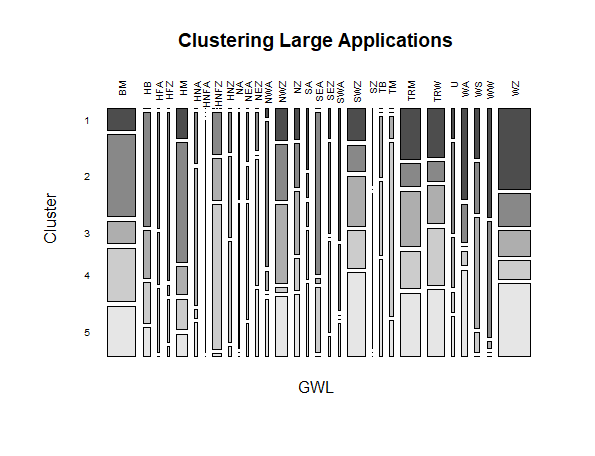 Clustering Large Applications
BM HB HFA HFZ HM HNA HNFA HNFZ HNZ NA NEA NEZ NWA NWZ NZ SA SEA SEZ SWA SWZ SZ TB TM TRM TRW U WA WS WW WZ
1
2
3
4
5
Cluster
GWL